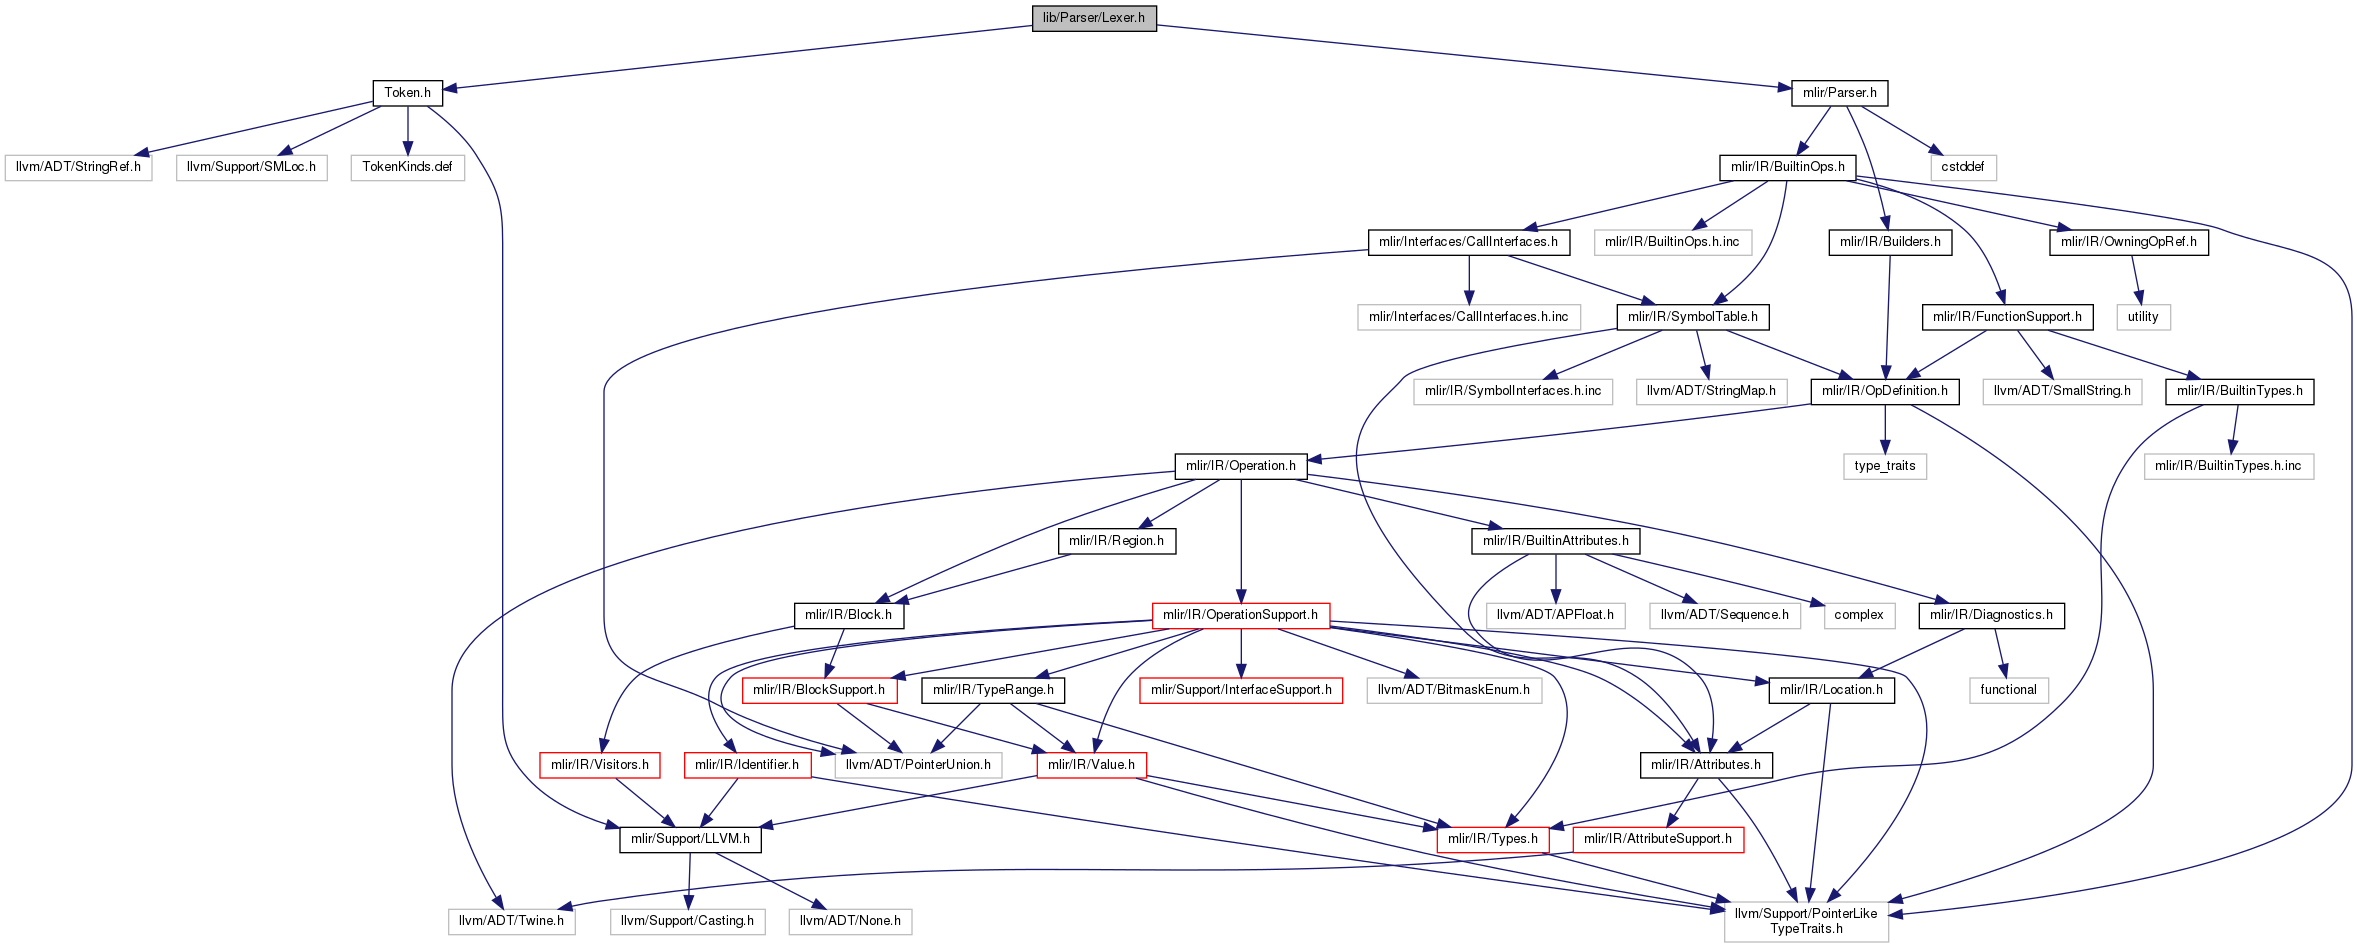 lib/Parser/Lexer.h
Token.h
mlir/Parser.h
llvm/ADT/StringRef.h
llvm/Support/SMLoc.h
TokenKinds.def
mlir/IR/BuiltinOps.h
cstddef
mlir/Interfaces/CallInterfaces.h
mlir/IR/BuiltinOps.h.inc
mlir/IR/Builders.h
mlir/IR/OwningOpRef.h
mlir/Interfaces/CallInterfaces.h.inc
mlir/IR/SymbolTable.h
mlir/IR/FunctionSupport.h
utility
mlir/IR/SymbolInterfaces.h.inc
llvm/ADT/StringMap.h
mlir/IR/OpDefinition.h
llvm/ADT/SmallString.h
mlir/IR/BuiltinTypes.h
mlir/IR/Operation.h
type_traits
mlir/IR/BuiltinTypes.h.inc
mlir/IR/Region.h
mlir/IR/BuiltinAttributes.h
mlir/IR/Block.h
mlir/IR/OperationSupport.h
llvm/ADT/APFloat.h
llvm/ADT/Sequence.h
complex
mlir/IR/Diagnostics.h
mlir/IR/BlockSupport.h
mlir/IR/TypeRange.h
mlir/Support/InterfaceSupport.h
llvm/ADT/BitmaskEnum.h
mlir/IR/Location.h
functional
mlir/IR/Visitors.h
mlir/IR/Identifier.h
llvm/ADT/PointerUnion.h
mlir/IR/Value.h
mlir/IR/Attributes.h
mlir/Support/LLVM.h
mlir/IR/Types.h
mlir/IR/AttributeSupport.h
llvm/ADT/Twine.h
llvm/Support/Casting.h
llvm/ADT/None.h
llvm/Support/PointerLike
TypeTraits.h